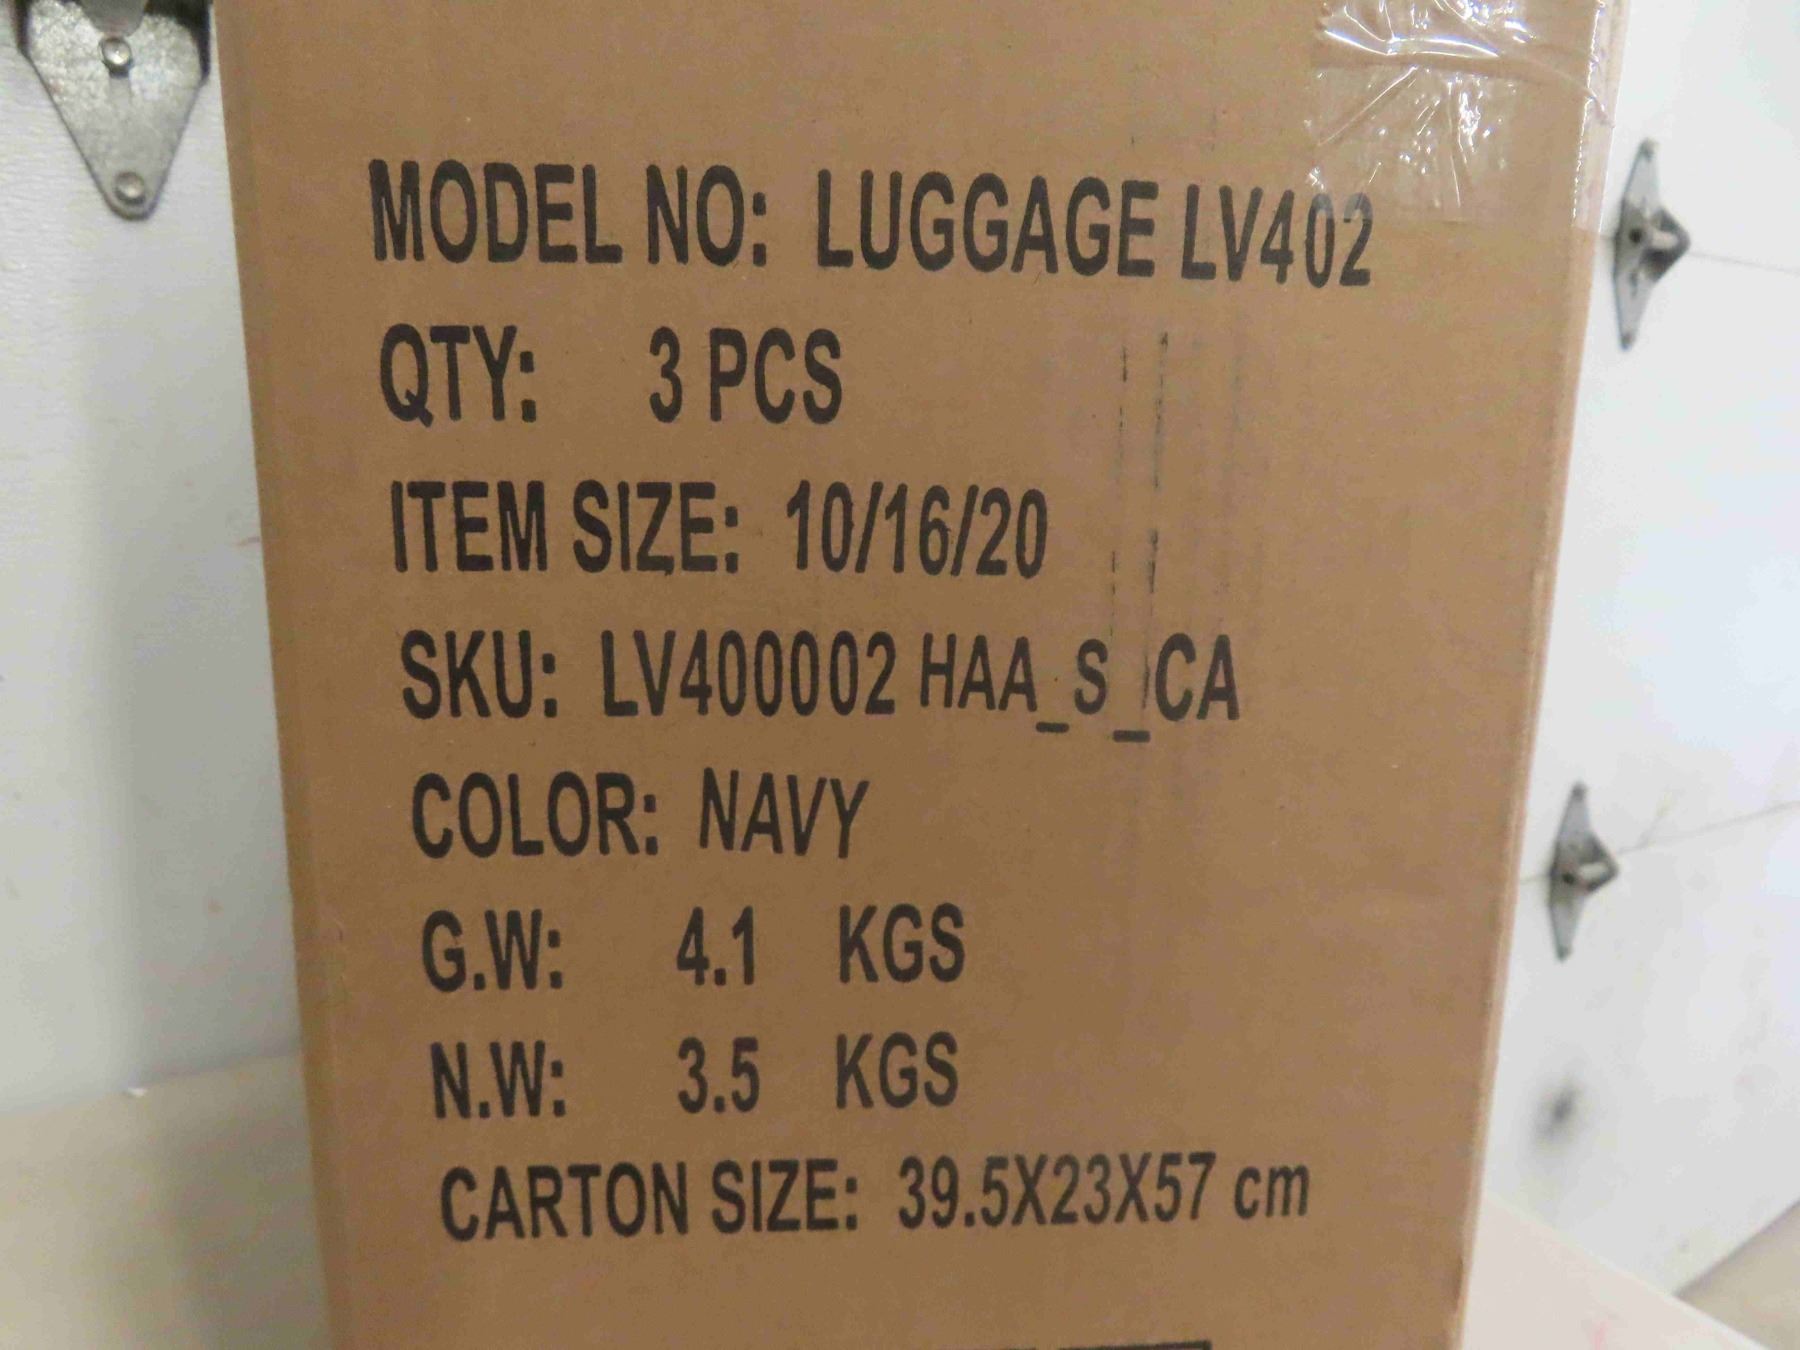 MODEL NO: LUGGAGE LV402
QTY: 3 PCS
ITEM SIZE: 10/16/20
SKU: LV400002 HAA_S_CA
COLOR: NAVY
G.W: 4.1 KGS
N.W: 3.5 KGS
CARTON SIZE: 39.5X23X57 cm